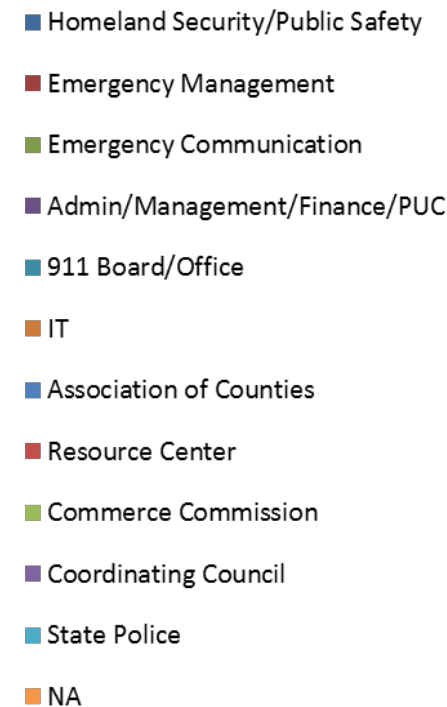 Homeland Security/Public Safety
Emergency Management
Emergency Communication
Admin/Management/Finance/PUC
911 Board/Office
IT
Association of Counties
Resource Center
Commerce Commission
Coordinating Council
State Police
NA